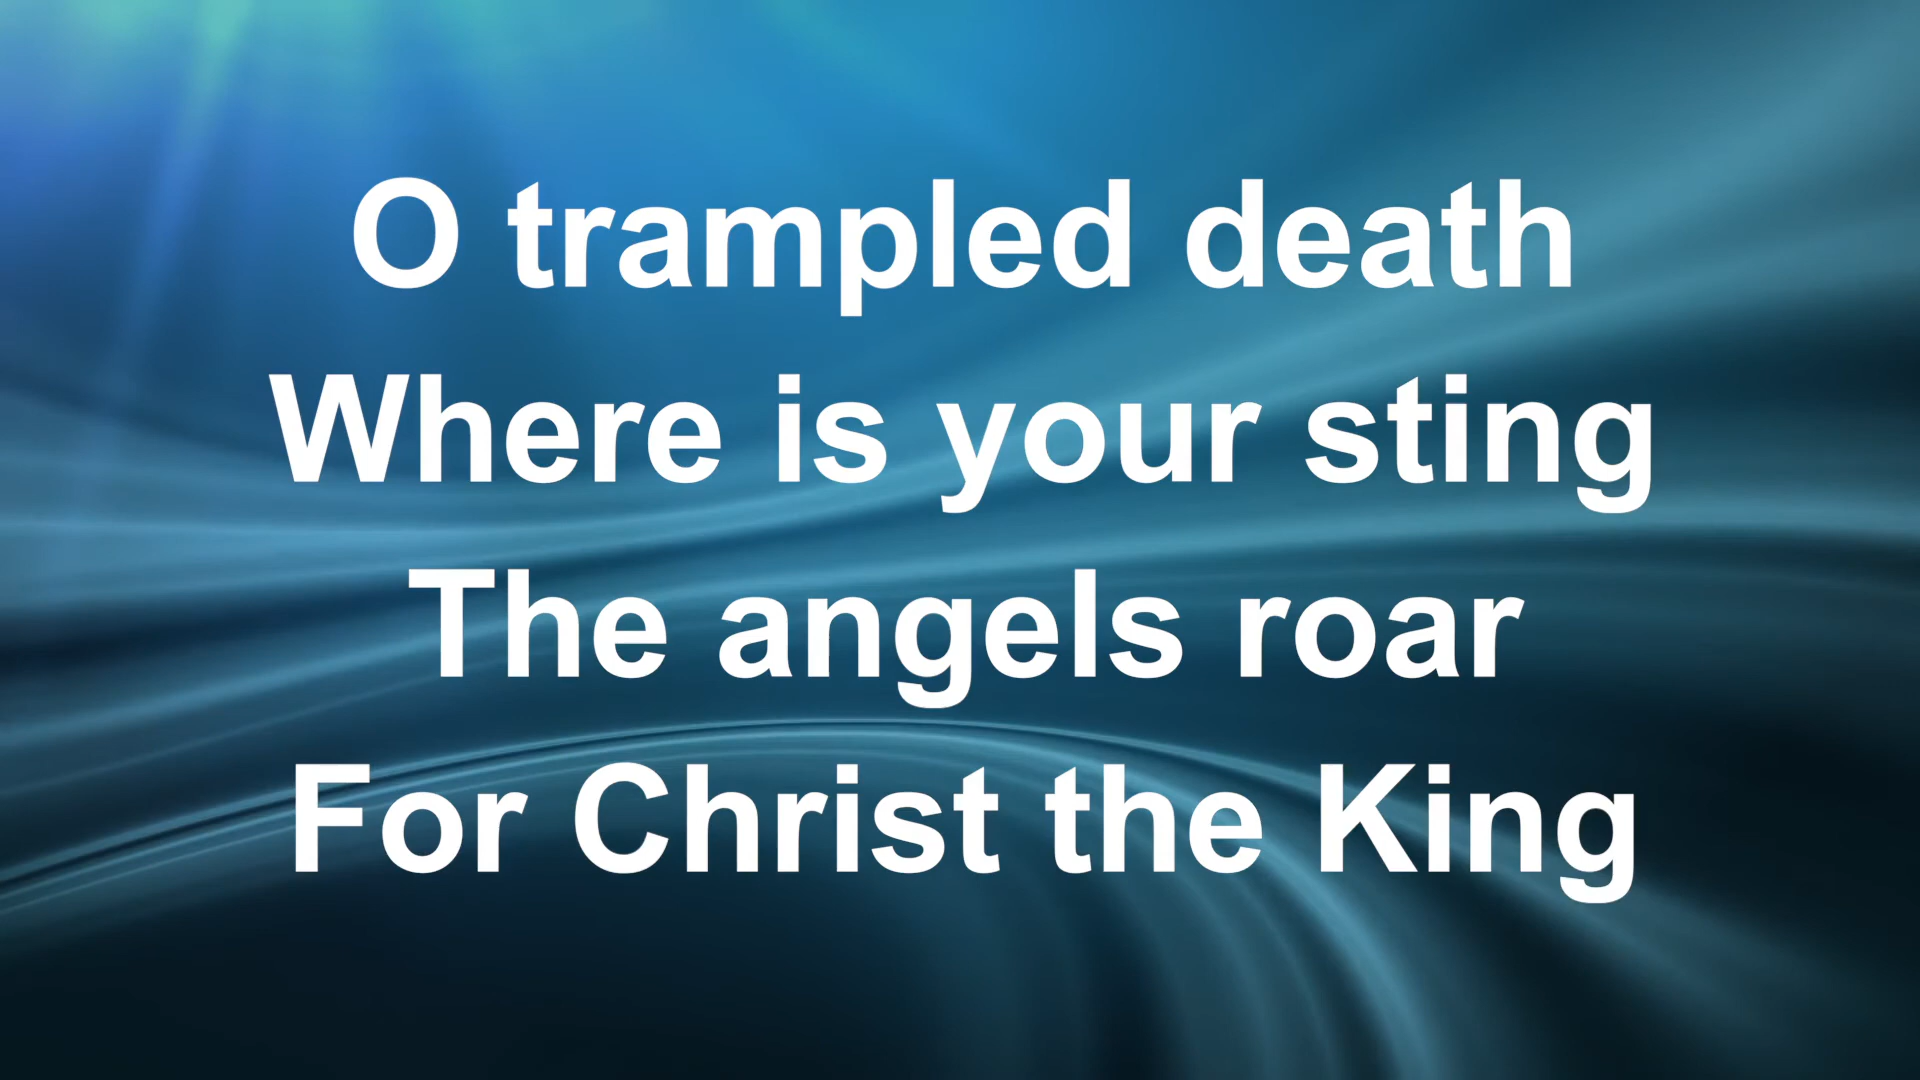 O trampled death
Where is your sting
The angels roar
For Christ the King